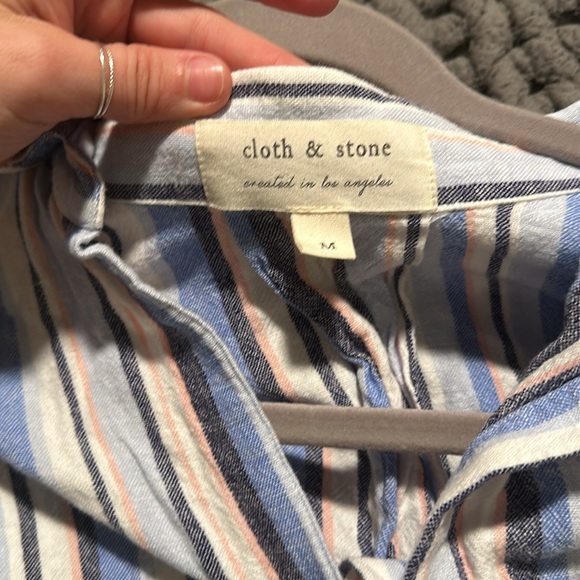 cloth & stone
created in los angeles
M